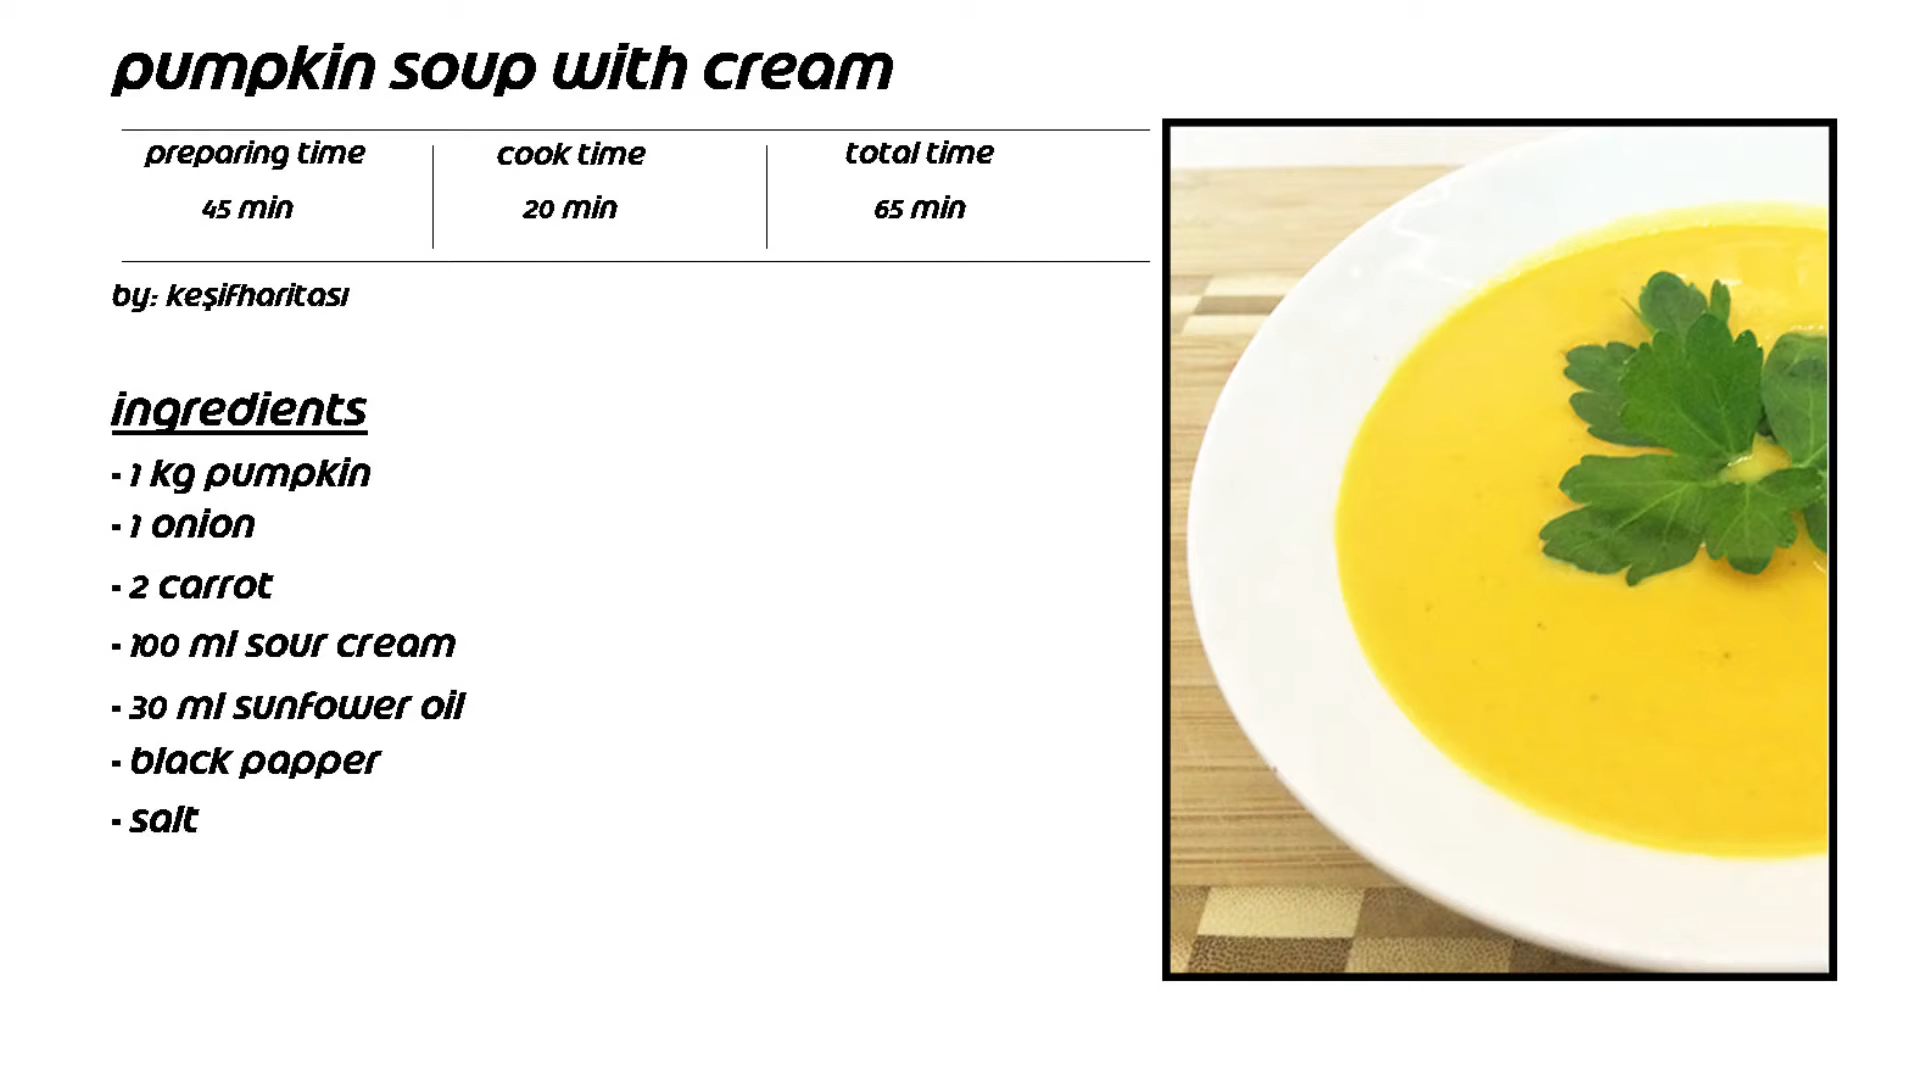 pumpkin soup with cream
preparing time cook time total time
45 min 20 min 65 min
by: keşifharitası
ingredients
- 1 kg pumpkin
- 1 onion
- 2 carrot
- 100 ml sour cream
- 30 ml sunfower oil
- black papper
- salt